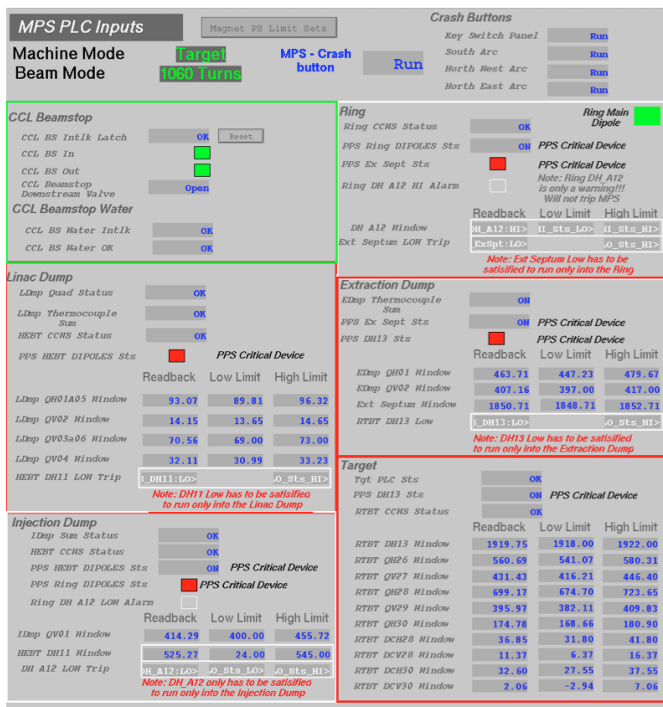 MPS PLC Inputs
Magnet PS Limit Sets
Machine Mode Target
Beam Mode 1060 Turns
MPS - Crash button Run
Crash Buttons
Key Switch Panel Run
South Arc Run
North West Arc Run
North East Arc Run
CCL Beamstop
CCL BS Intlk Latch OK Reset
CCL BS In
CCL BS Out
CCL Beamstop Downstream Valve Open
CCL Beamstop Water
CCL BS Water Intlk OK
CCL BS Water OK OK
Ring
Ring Main Dipole
Ring CCWS Status OK
PPS Ring DIPOLES Sts ON PPS Critical Device
PPS Ex Sept Sts PPS Critical Device
Ring DH A12 HI Alarm
Note: Ring DH_A12
is only a warning!!!
Will not trip MPS
Readback Low Limit High Limit
DH A12 Window )H_A12:HI> II_Sts_LO> II_Sts_HI>
Ext Septum LOW Trip _ExSpt:LO> .O_Sts_HI>
Note: Ext Septum Low has to be
satisified to run only into the Ring
Linac Dump
LDmp Quad Status OK
LDmp Thermocouple Sum OK
HEBT CCWS Status OK
PPS HEBT DIPOLES Sts PPS Critical Device
Readback Low Limit High Limit
LDmp QH01A05 Window 93.07 89.81 96.32
LDmp QV02 Window 14.15 13.65 14.65
LDmp QV03a06 Window 70.56 69.00 73.00
LDmp QV04 Window 32.11 30.99 33.23
HEBT DH11 LOW Trip _DH11:LO> .O_Sts_HI>
Note: DH11 Low has to be satisified
to run only into the Linac Dump
Extraction Dump
EDmp Thermocouple Sum ON
PPS Ex Sept Sts ON PPS Critical Device
PPS DH13 Sts PPS Critical Device
Readback Low Limit High Limit
EDmp QH01 Window 463.71 447.23 479.67
EDmp QV02 Window 407.16 397.00 417.00
Ext Septum Window 1850.71 1848.71 1852.71
RTBT DH13 Low _DH13:LO> .O_Sts_HI>
Note: DH13 Low has to be satisified
to run only into the Extraction Dump
Injection Dump
IDmp Sum Status OK
HEBT CCWS Status OK
PPS HEBT DIPOLES Sts ON PPS Critical Device
PPS Ring DIPOLES Sts PPS Critical Device
Ring DH A12 LOW Alarm
Readback Low Limit High Limit
IDmp QV01 Window 414.29 400.00 455.72
HEBT DH11 Window 525.27 24.00 545.00
DH A12 LOW Trip )H_A12:LO> .O_Sts_LO> .O_Sts_HI>
Note: DH_A12 only has to be satisified
to run only into the Injection Dump
Target
Tgt PLC Sts OK
PPS DH13 Sts ON PPS Critical Device
RTBT CCWS Status OK
Readback Low Limit High Limit
RTBT DH13 Window 1919.75 1918.00 1922.00
RTBT QH26 Window 560.69 541.07 580.31
RTBT QV27 Window 431.43 416.21 446.40
RTBT QH28 Window 699.17 674.70 723.65
RTBT QV29 Window 395.97 382.11 409.83
RTBT QH30 Window 174.78 168.66 180.90
RTBT DCH28 Window 36.85 31.80 41.80
RTBT DCV28 Window 11.37 6.37 16.37
RTBT DCH30 Window 32.60 27.55 37.55
RTBT DCV30 Window 2.06 -2.94 7.06